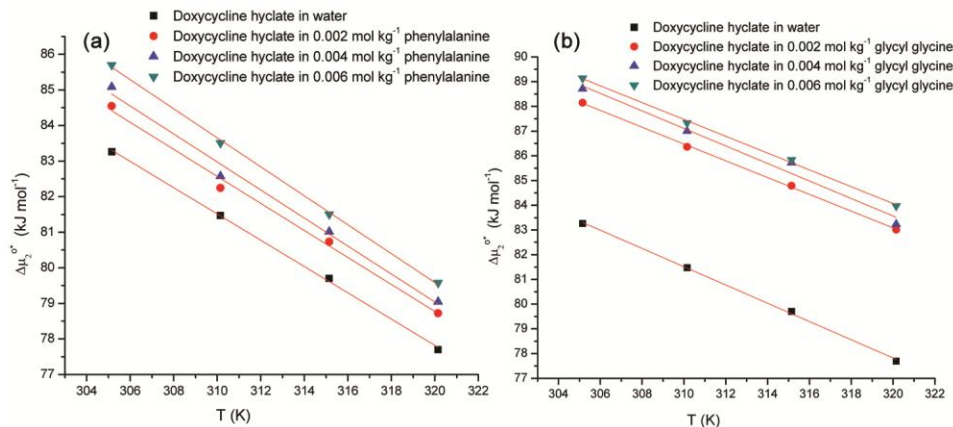 (a)
Doxycycline hyclate in water
Doxycycline hyclate in 0.002 mol kg⁻¹ phenylalanine
Doxycycline hyclate in 0.004 mol kg⁻¹ phenylalanine
Doxycycline hyclate in 0.006 mol kg⁻¹ phenylalanine
86
85
84
83
82
81
80
79
78
77
Δμ₂°* (kJ mol⁻¹)
304 306 308 310 312 314 316 318 320 322
T (K)
(b)
Doxycycline hyclate in water
Doxycycline hyclate in 0.002 mol kg⁻¹ glycyl glycine
Doxycycline hyclate in 0.004 mol kg⁻¹ glycyl glycine
Doxycycline hyclate in 0.006 mol kg⁻¹ glycyl glycine
90
89
88
87
86
85
84
83
82
81
80
79
78
77
Δμ₂°* (kJ mol⁻¹)
304 306 308 310 312 314 316 318 320 322
T (K)